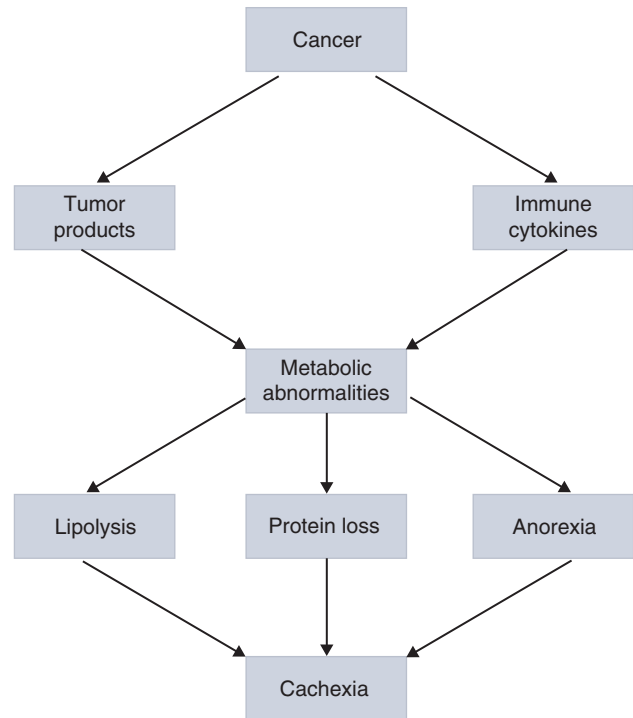 Cancer
Tumor
products
Immune
cytokines
Metabolic
abnormalities
Lipolysis
Protein loss
Anorexia
Cachexia